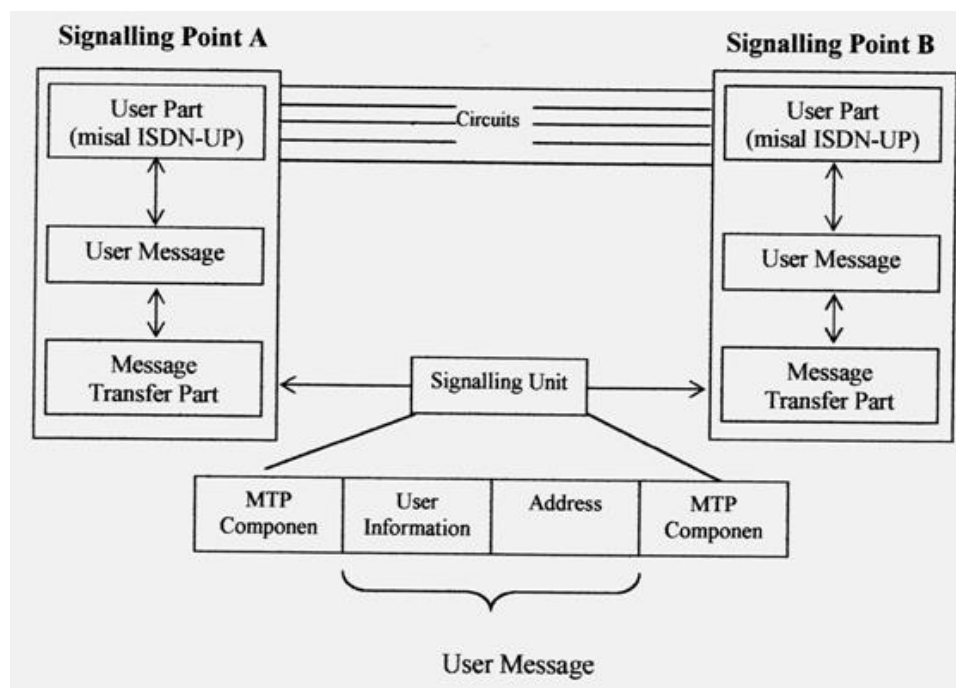 Signalling Point A
Signalling Point B
User Part
(misal ISDN-UP)
Circuits
User Part
(misal ISDN-UP)
User Message
User Message
Message
Transfer Part
Signalling Unit
Message
Transfer Part
MTP
Componen
User
Information
Address
MTP
Componen
User Message